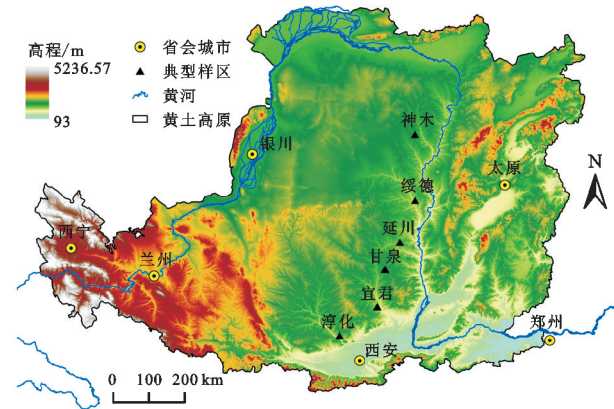 高程/m
5236.57
93
省会城市
典型样区
黄河
黄土高原
神木
银川
太原
N
绥德
延川
西宁
甘泉
兰州
宜君
郑州
淳化
西安
0 100 200 km